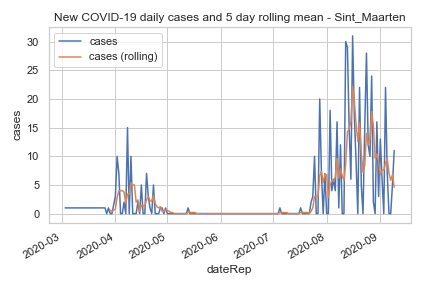 New COVID-19 daily cases and 5 day rolling mean - Sint_Maarten
cases
cases (rolling)
30
25
20
15
10
5
0
cases
2020-03
2020-04
2020-05
2020-06
2020-07
2020-08
2020-09
dateRep